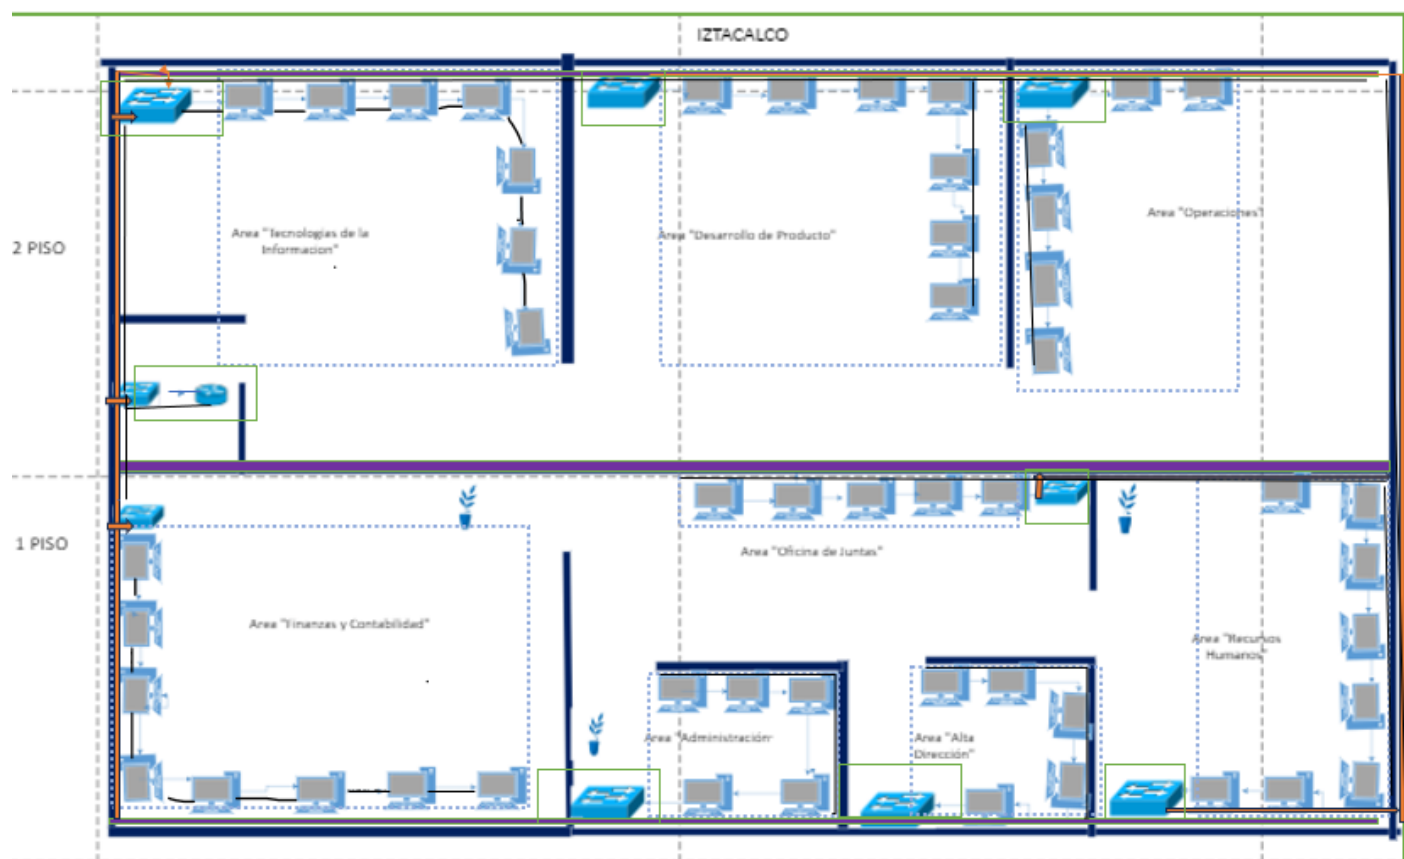 IZTACALCO
2 PISO
Area "Tecnologias de la
Informacion"
Area "Desarrollo de Producto"
Area "Operaciones"
1 PISO
Area "Oficina de Juntas"
Area "Finanzas y Contabilidad"
Area "Recursos
Humanos"
Area "Administración"
Area "Alta
Dirección"